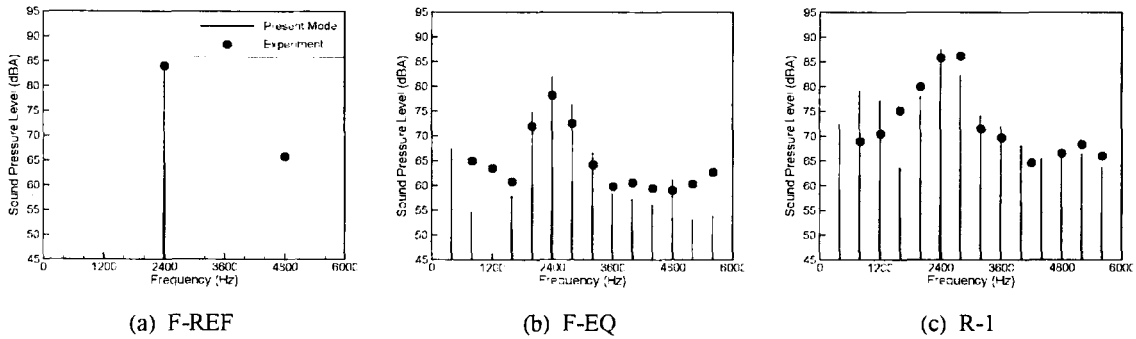 95
90
85
80
75
70
65
60
55
50
45
Sound Pressure Level (dBA)
Present Mode
Experiment
0 1200 2400 3600 4800 6000
Frequency (Hz)
(a) F-REF
95
90
85
80
75
70
65
60
55
50
45
Sound Pressure Level (dBA)
0 1200 2400 3600 4800 6000
Frequency (Hz)
(b) F-EQ
95
90
85
80
75
70
65
60
55
50
45
Sound Pressure Level (dBA)
0 1200 2400 3600 4800 6000
Frequency (Hz)
(c) R-1